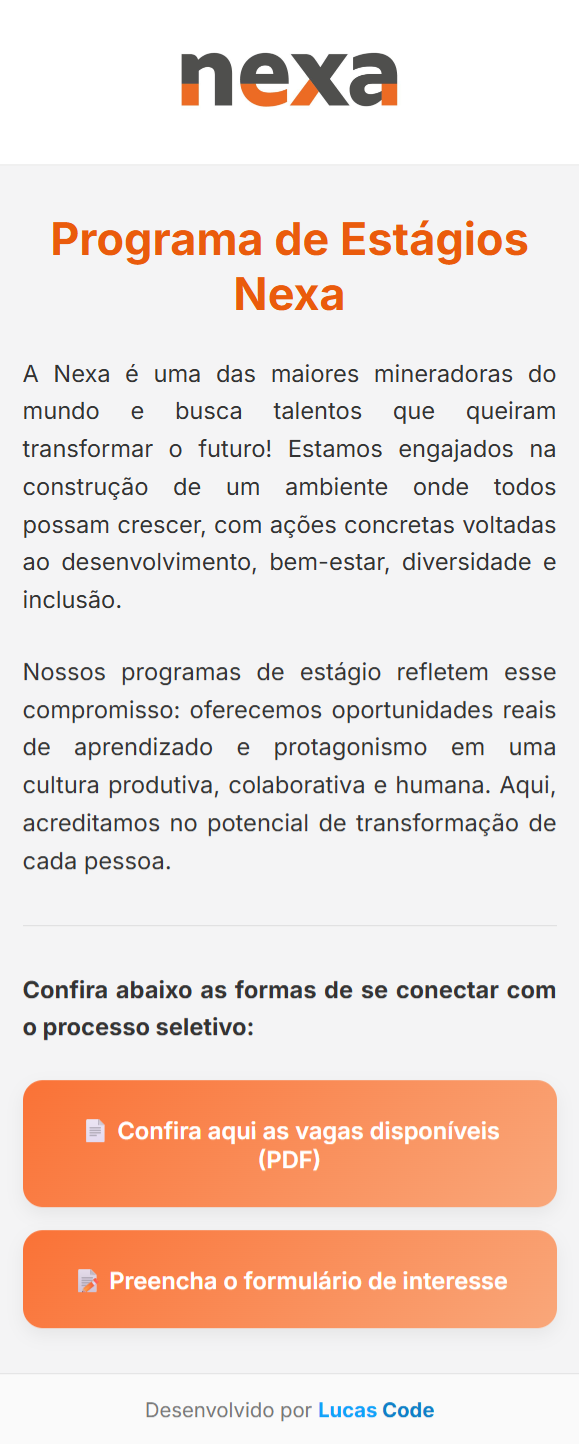 nexa
Programa de Estágios
Nexa
A Nexa é uma das maiores mineradoras do
mundo e busca talentos que queiram
transformar o futuro! Estamos engajados na
construção de um ambiente onde todos
possam crescer, com ações concretas voltadas
ao desenvolvimento, bem-estar, diversidade e
inclusão.
Nossos programas de estágio refletem esse
compromisso: oferecemos oportunidades reais
de aprendizado e protagonismo em uma
cultura produtiva, colaborativa e humana. Aqui,
acreditamos no potencial de transformação de
cada pessoa.
Confira abaixo as formas de se conectar com
o processo seletivo:
Confira aqui as vagas disponíveis
(PDF)
Preencha o formulário de interesse
Desenvolvido por Lucas Code